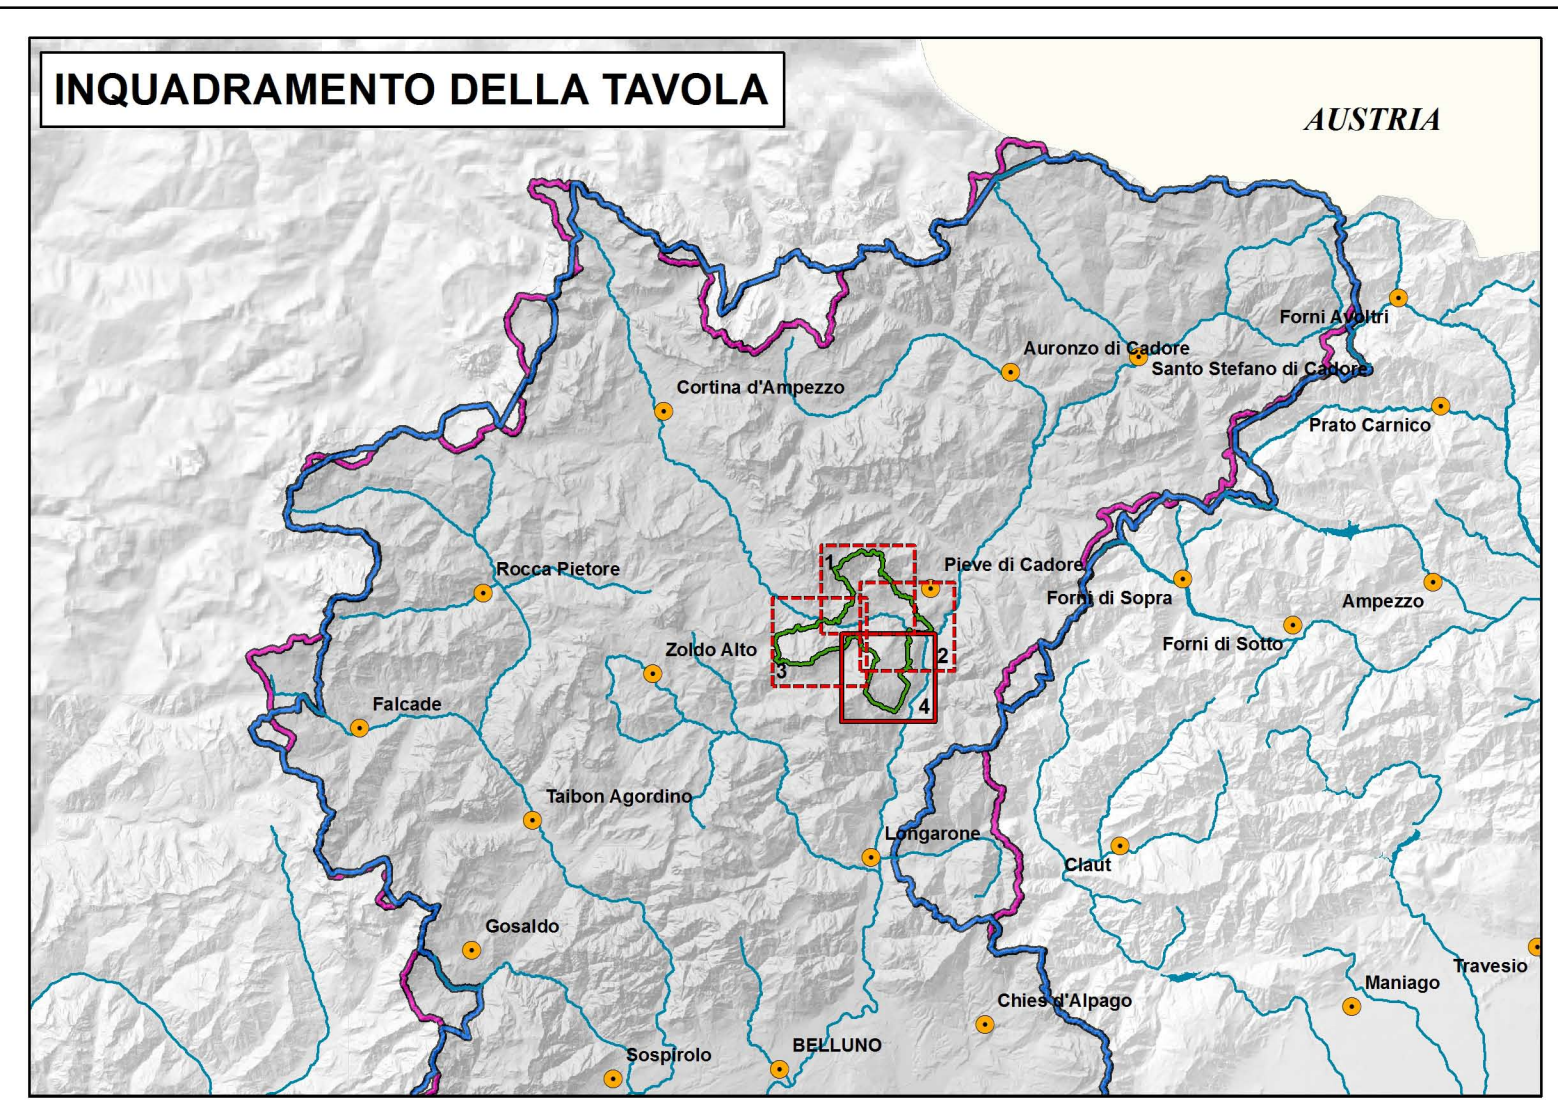 INQUADRAMENTO DELLA TAVOLA
AUSTRIA
Forni Avoltri
Auronzo di Cadore
Santo Stefano di Cadore
Cortina d'Ampezzo
Prato Carnico
1
Pieve di Cadore
Rocca Pietore
Forni di Sopra
Ampezzo
Forni di Sotto
Zoldo Alto
2
3
Falcade
4
Taibon Agordino
Longarone
Claut
Gosaldo
Travesio
Maniago
Chies d'Alpago
BELLUNO
Sospirolo